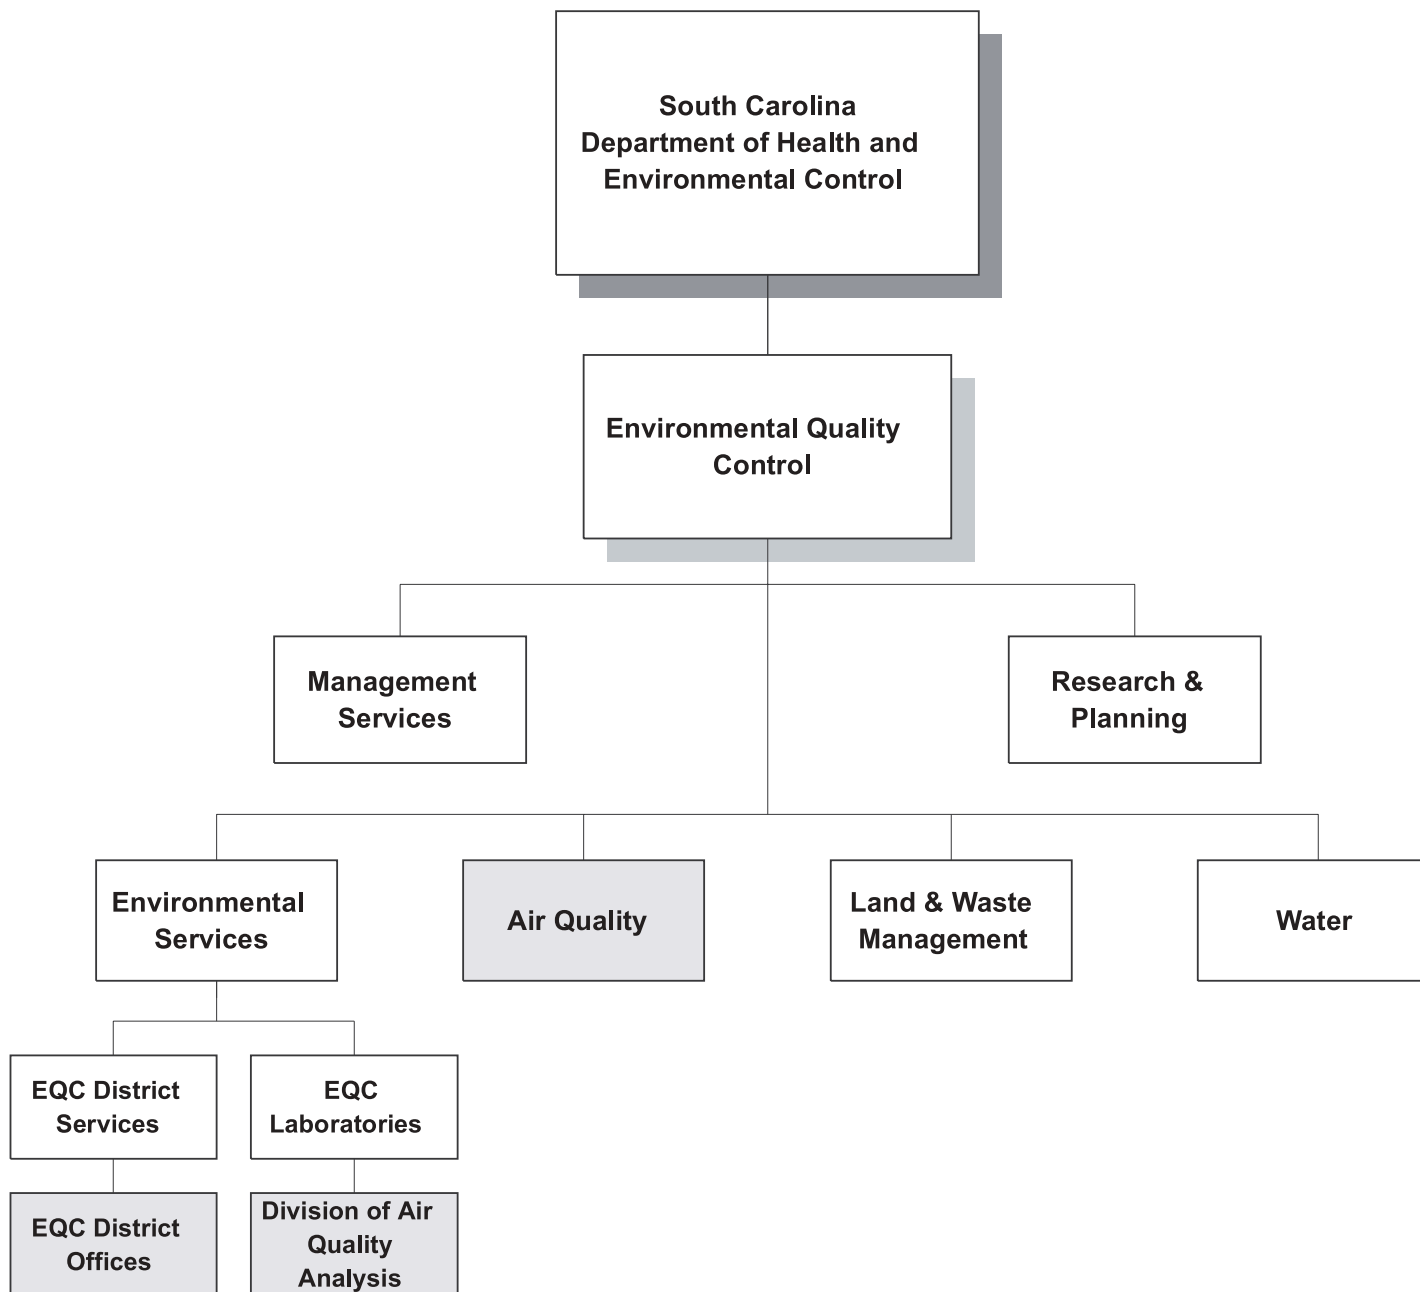 South Carolina
Department of Health and
Environmental Control
Environmental Quality
Control
Management
Services
Research &
Planning
Environmental
Services
Air Quality
Land & Waste
Management
Water
EQC District
Services
EQC
Laboratories
EQC District
Offices
Division of Air
Quality
Analysis